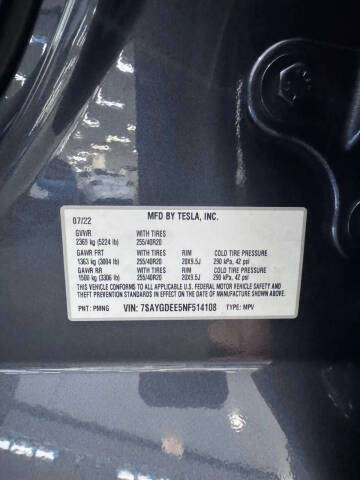 07/22 MFD BY TESLA, INC.
GVWR WITH TIRES
2369 kg (5224 lb) 255/40R20
GAWR FRT WITH TIRES RIM COLD TIRE PRESSURE
1363 kg (3004 lb) 255/40R20 20X9.5J 290 kPa, 42 psi
GAWR RR WITH TIRES RIM COLD TIRE PRESSURE
1500 kg (3306 lb) 255/40R20 20X9.5J 290 kPa, 42 psi
THIS VEHICLE CONFORMS TO ALL APPLICABLE U.S. FEDERAL MOTOR VEHICLE SAFETY AND
THEFT PREVENTION STANDARDS IN EFFECT ON THE DATE OF MANUFACTURE SHOWN ABOVE.
PNT: PMNG VIN: 7SAYGDEE5NF514108 TYPE: MPV